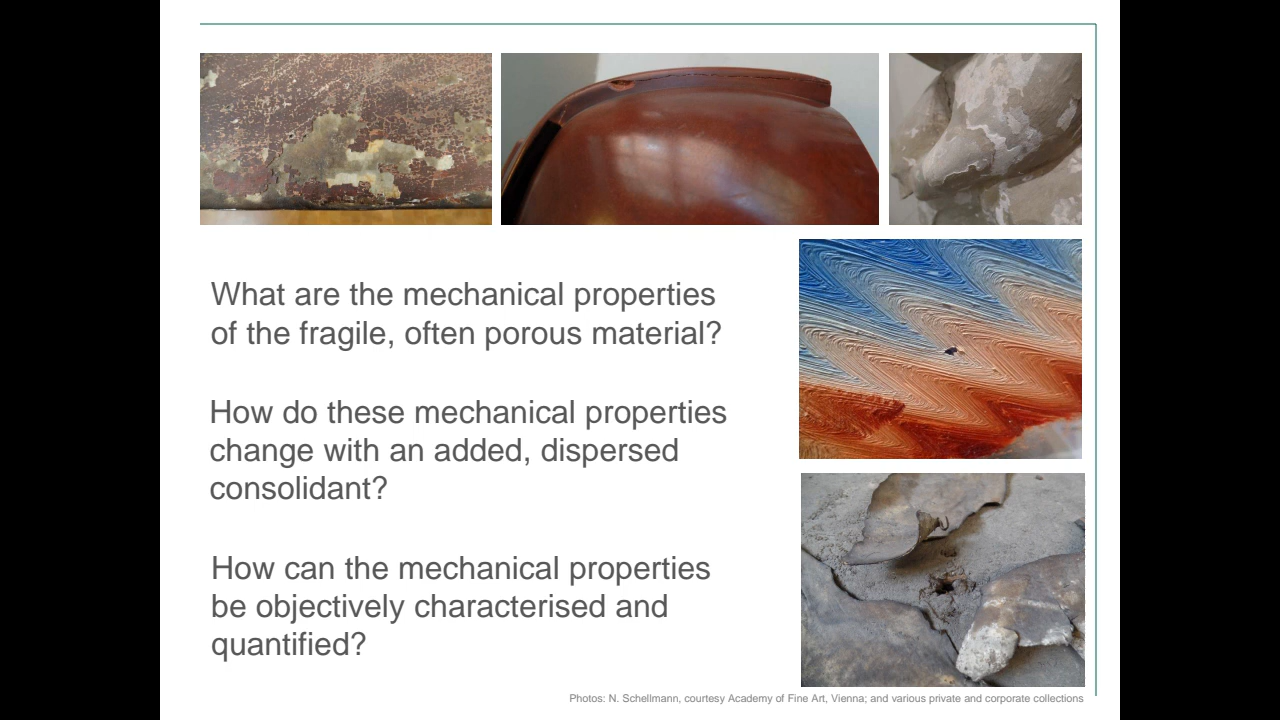 What are the mechanical properties
of the fragile, often porous material?
How do these mechanical properties
change with an added, dispersed
consolidant?
How can the mechanical properties
be objectively characterised and
quantified?
Photos: N. Schellmann, courtesy Academy of Fine Art, Vienna; and various private and corporate collections